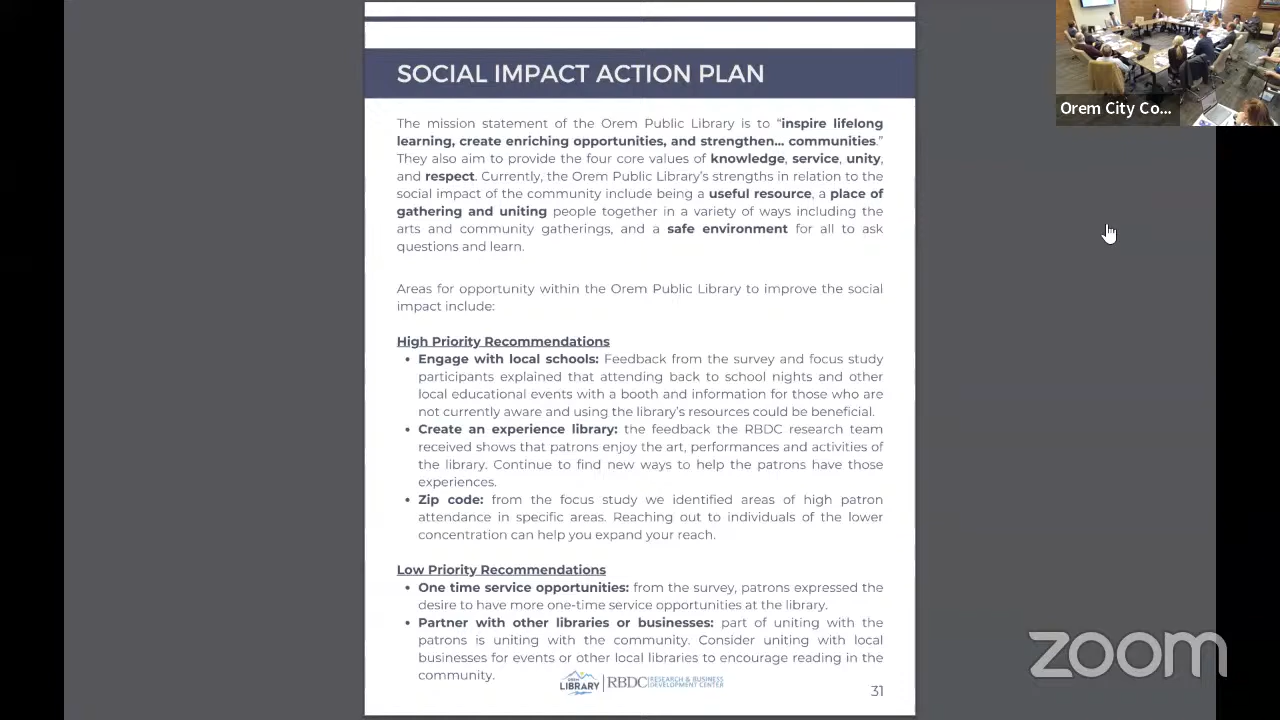 SOCIAL IMPACT ACTION PLAN
The mission statement of the Orem Public Library is to “inspire lifelong
learning, create enriching opportunities, and strengthen... communities.”
They also aim to provide the four core values of knowledge, service, unity,
and respect. Currently, the Orem Public Library’s strengths in relation to the
social impact of the community include being a useful resource, a place of
gathering and uniting people together in a variety of ways including the
arts and community gatherings, and a safe environment for all to ask
questions and learn.
Areas for opportunity within the Orem Public Library to improve the social
impact include:
High Priority Recommendations
• Engage with local schools: Feedback from the survey and focus study
participants explained that attending back to school nights and other
local educational events with a booth and information for those who are
not currently aware and using the library’s resources could be beneficial.
• Create an experience library: the feedback the RBDC research team
received shows that patrons enjoy the art, performances and activities of
the library. Continue to find new ways to help the patrons have those
experiences.
• Zip code: from the focus study we identified areas of high patron
attendance in specific areas. Reaching out to individuals of the lower
concentration can help you expand your reach.
Low Priority Recommendations
• One time service opportunities: from the survey, patrons expressed the
desire to have more one-time service opportunities at the library.
• Partner with other libraries or businesses: part of uniting with the
patrons is uniting with the community. Consider uniting with local
businesses for events or other local libraries to encourage reading in the
community.
OREM LIBRARY | RBDC RESEARCH & BUSINESS DEVELOPMENT CENTER
31
Orem City Co...
zoom